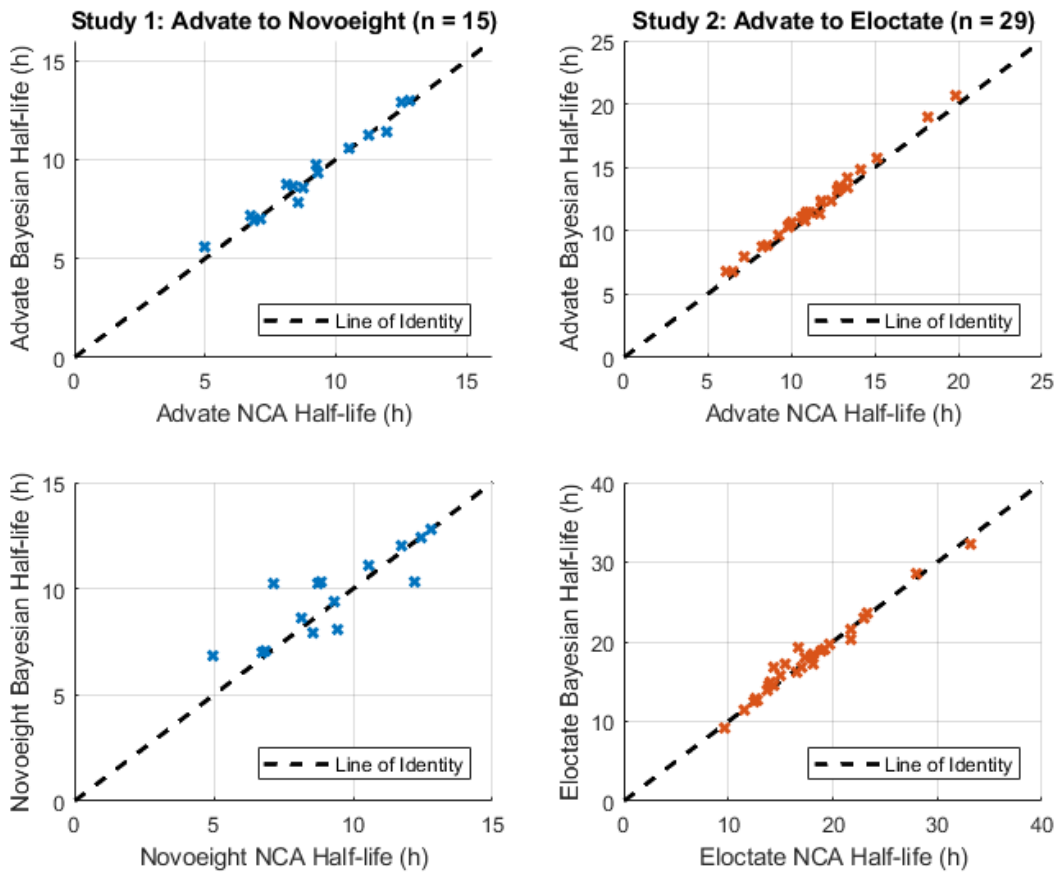 Study 1: Advate to Novoeight (n = 15)
Advate Bayesian Half-life (h)
15
10
5
0
0 5 10 15
Advate NCA Half-life (h)
Line of Identity
Study 2: Advate to Eloctate (n = 29)
Advate Bayesian Half-life (h)
25
20
15
10
5
0
0 5 10 15 20 25
Advate NCA Half-life (h)
Line of Identity
Novoeight Bayesian Half-life (h)
15
10
5
0
0 5 10 15
Novoeight NCA Half-life (h)
Line of Identity
Eloctate Bayesian Half-life (h)
40
30
20
10
0
0 10 20 30 40
Eloctate NCA Half-life (h)
Line of Identity